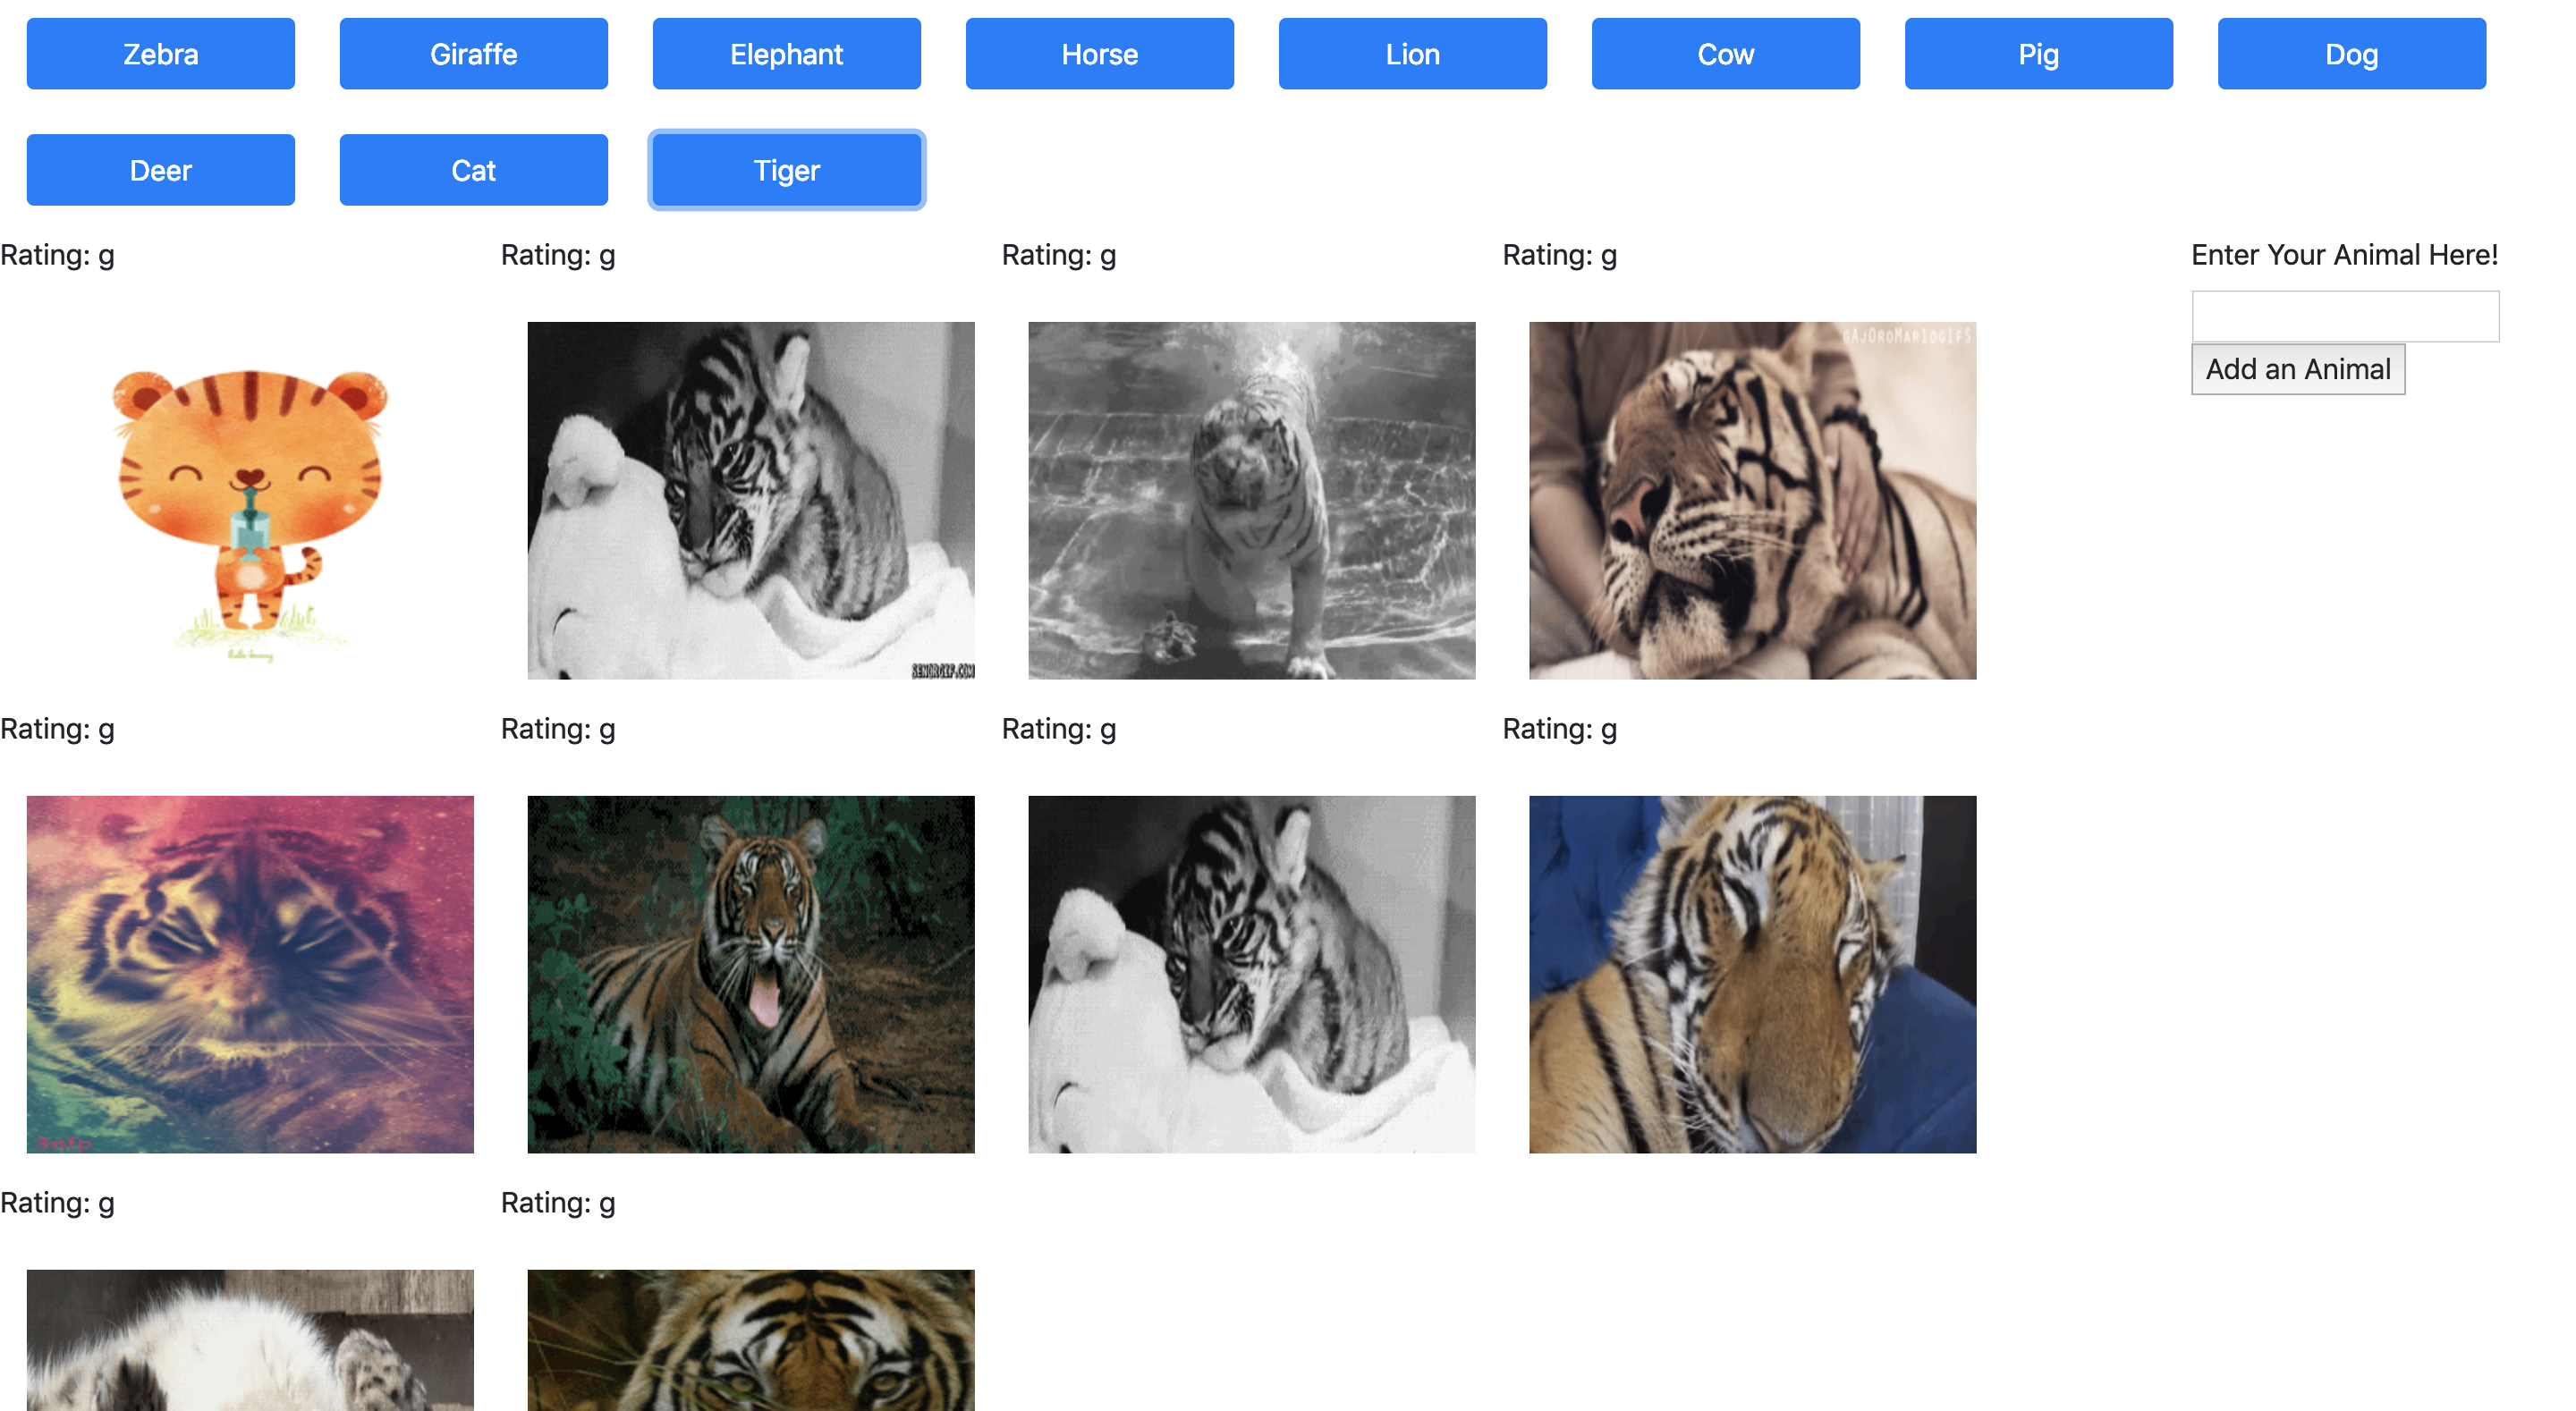 Zebra Giraffe Elephant Horse Lion Cow Pig Dog
Deer Cat Tiger
Rating: g Rating: g Rating: g Rating: g Enter Your Animal Here!
GAJOROMARIOGIFS
Add an Animal
SENORGIF.COM
Rating: g Rating: g Rating: g Rating: g
Rating: g Rating: g